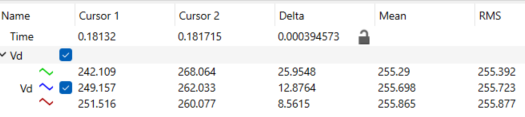 Name Cursor 1 Cursor 2 Delta Mean RMS
Time 0.18132 0.181715 0.000394573
Vd
242.109 268.064 25.9548 255.29 255.392
Vd 249.157 262.033 12.8764 255.698 255.723
251.516 260.077 8.5615 255.865 255.877